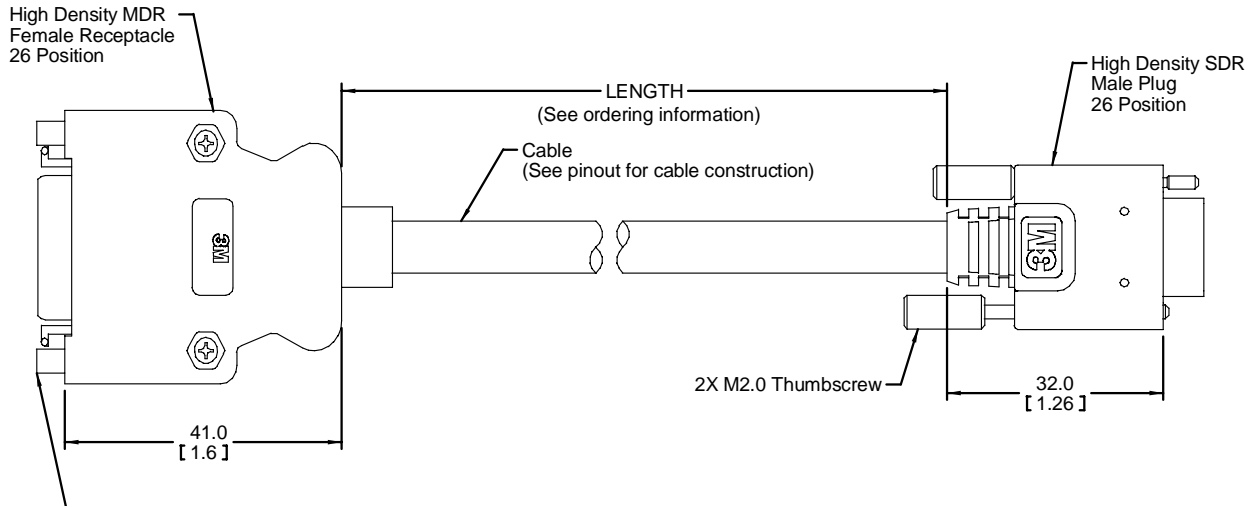 High Density MDR
Female Receptacle
26 Position
LENGTH
(See ordering information)
High Density SDR
Male Plug
26 Position
Cable
(See pinout for cable construction)
3M
3M
2X M2.0 Thumbscrew
32.0
[1.26]
41.0
[1.6]